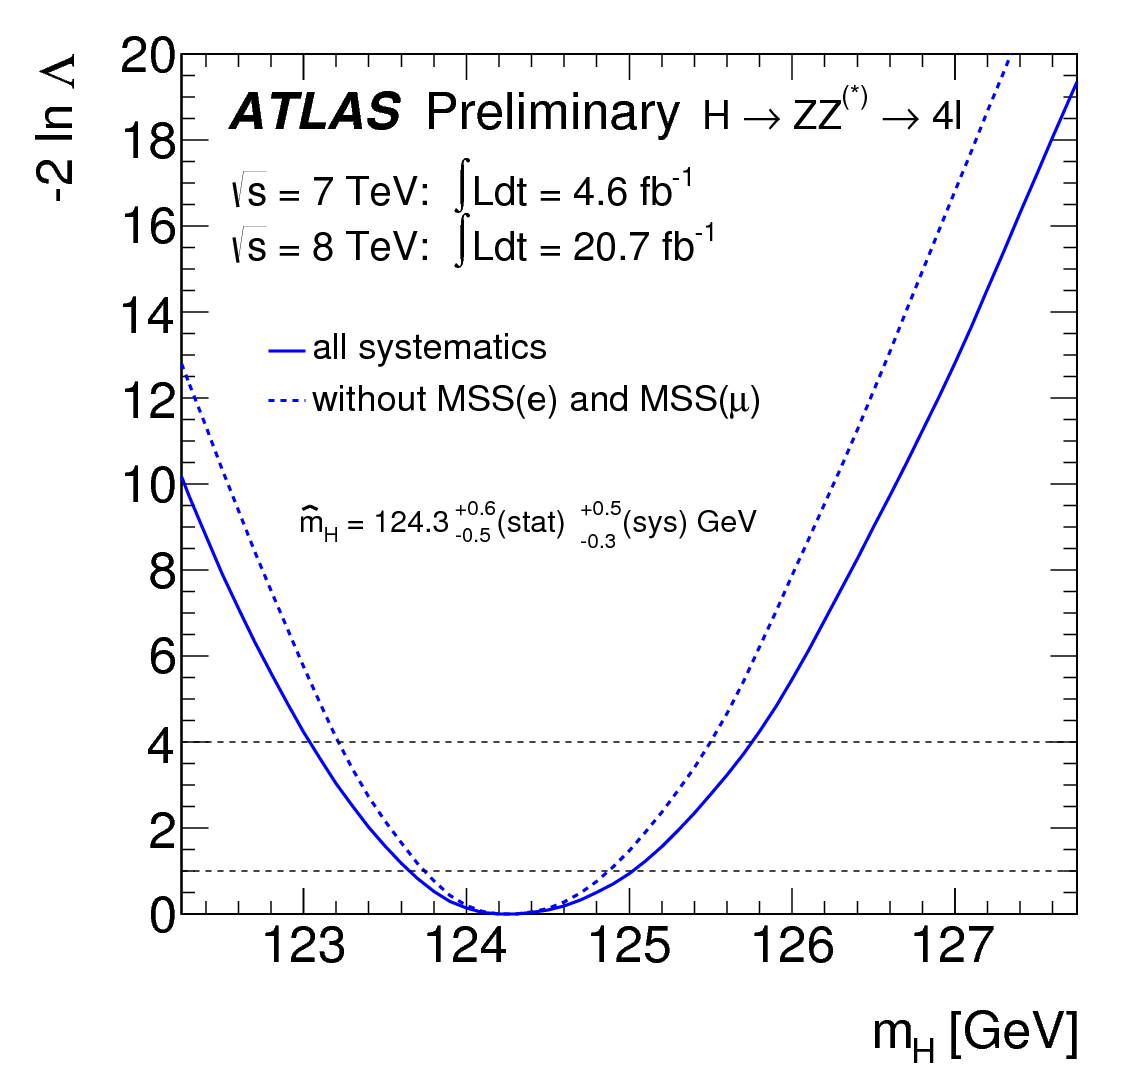 -2 ln Λ
20
18
16
14
12
10
8
6
4
2
0
ATLAS Preliminary H → ZZ(*) → 4l
√s = 7 TeV: ∫Ldt = 4.6 fb-1
√s = 8 TeV: ∫Ldt = 20.7 fb-1
all systematics
without MSS(e) and MSS(μ)
m̂H = 124.3 +0.6 -0.5 (stat) +0.5 -0.3 (sys) GeV
123 124 125 126 127
mH [GeV]